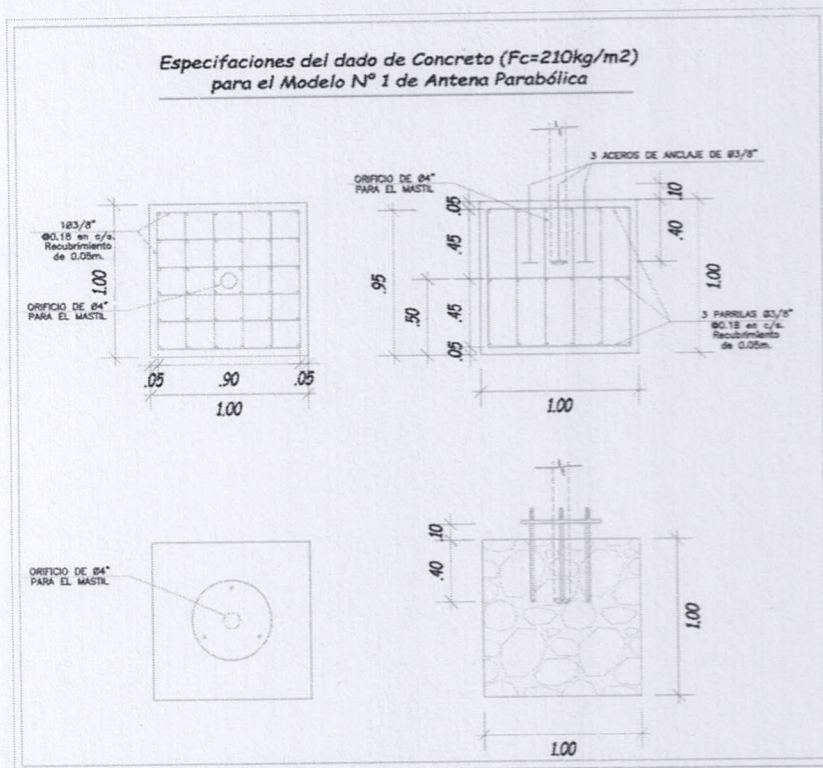 Especifaciones del dado de Concreto (Fc=210kg/m2)
para el Modelo Nº 1 de Antena Parabólica
1Ø3/8"
@0.18 en c/s.
Recubrimiento
de 0.05m.
ORIFICIO DE Ø4"
PARA EL MASTIL
1.00
.05
.90
.05
1.00
ORIFICIO DE Ø4"
PARA EL MASTIL
3 ACEROS DE ANCLAJE DE Ø3/8"
.05
.45
.95
.50
.45
.05
.10
.40
1.00
3 PARRILAS Ø3/8"
@0.18 en c/s.
Recubrimiento
de 0.05m.
1.00
ORIFICIO DE Ø4"
PARA EL MASTIL
.10
.40
1.00
1.00